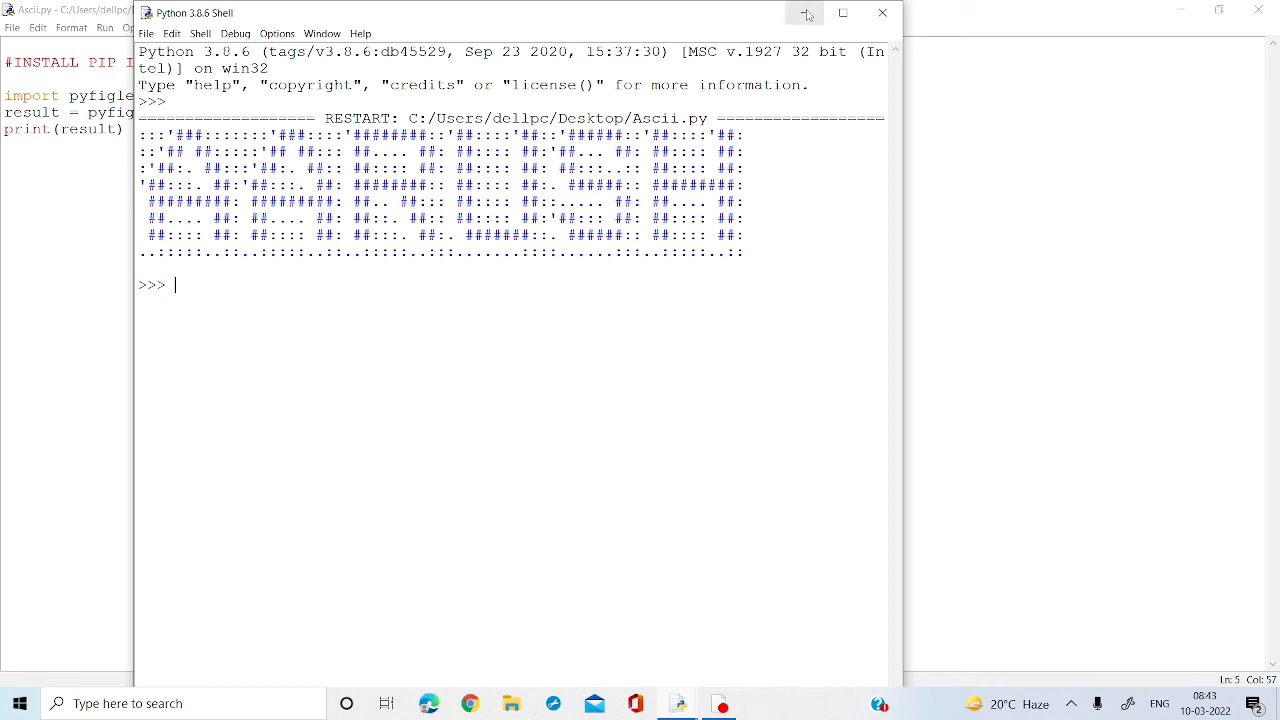 Ascii.py - C:/Users/dellpc/
Python 3.8.6 Shell
File Edit Format Run
File Edit Shell Debug Options Window Help
#INSTALL PIP
import pyfigle
result = pyfig
print(result)
Python 3.8.6 (tags/v3.8.6:db45529, Sep 23 2020, 15:37:30) [MSC v.1927 32 bit (In
tel)] on win32
Type "help", "copyright", "credits" or "license()" for more information.
>>>
=================== RESTART: C:/Users/dellpc/Desktop/Ascii.py ==================
:::'###:::::::'###::::'########::'##::::'##::'######::'##::::'##:
::'## ##:::::'## ##::: ##.... ##: ##:::: ##:'##... ##: ##:::: ##:
:'##:. ##:::'##:. ##:: ##:::: ##: ##:::: ##: ##:::..:: ##:::: ##:
'##:::. ##:'##:::. ##: ########:: ##:::: ##:. ######:: #########:
 #########: #########: ##.. ##::: ##:::: ##::..... ##: ##.... ##:
 ##.... ##: ##.... ##: ##::. ##:: ##:::: ##:'##::: ##: ##:::: ##:
 ##:::: ##: ##:::: ##: ##:::. ##:. #######::. ######:: ##:::: ##:
..:::::..::..:::::..::..:::::..:::.......::::......:::..:::::..::
>>>
Ln: 5 Col: 57
Type here to search
20°C Haze
ENG
08:43
10-03-2022
2